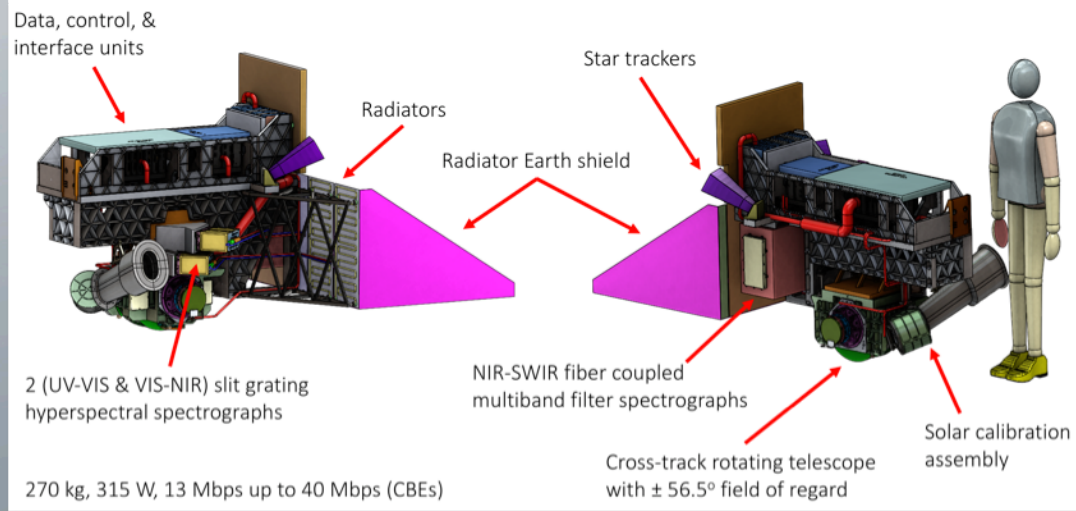 Data, control, &
interface units
Radiators
Star trackers
Radiator Earth shield
2 (UV-VIS & VIS-NIR) slit grating
hyperspectral spectrographs
NIR-SWIR fiber coupled
multiband filter spectrographs
Cross-track rotating telescope
with ± 56.5° field of regard
Solar calibration
assembly
270 kg, 315 W, 13 Mbps up to 40 Mbps (CBEs)